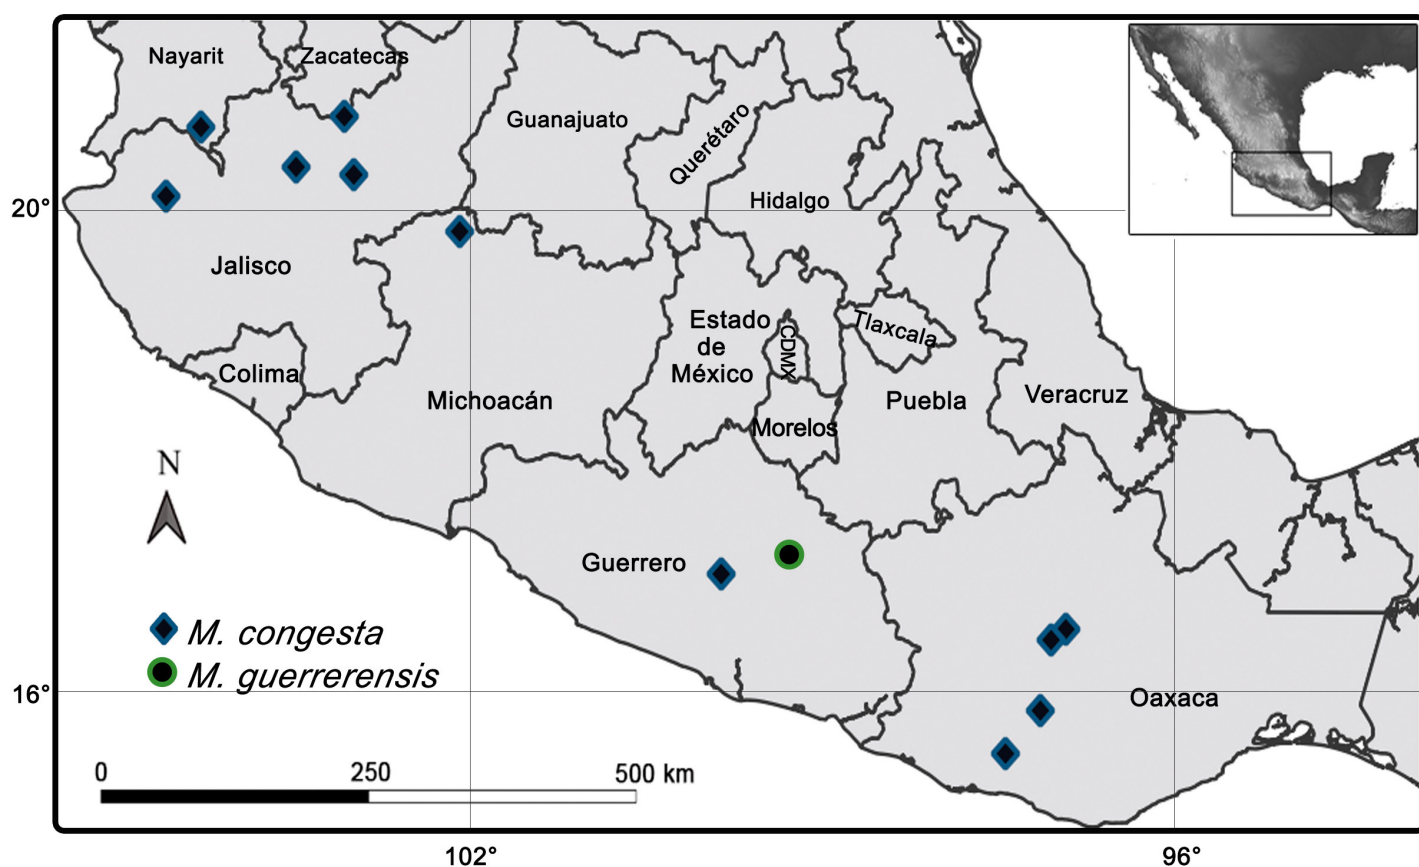 Nayarit
Zacatecas
Guanajuato
Querétaro
Hidalgo
20°
Jalisco
Estado
de
México
CDMX
Tlaxcala
Colima
Michoacán
Morelos
Puebla
Veracruz
N
Guerrero
M. congesta
M. guerrerensis
16°
Oaxaca
0 250 500 km
102° 96°